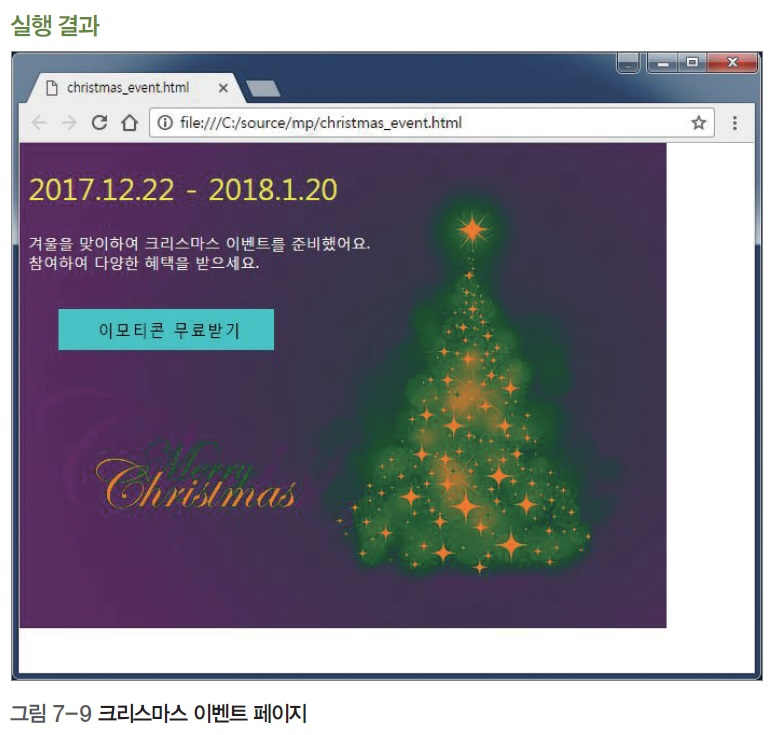 실행 결과
christmas_event.html
file:///C:/source/mp/christmas_event.html
2017.12.22 - 2018.1.20
겨울을 맞이하여 크리스마스 이벤트를 준비했어요.
참여하여 다양한 혜택을 받으세요.
이모티콘 무료받기
Merry
Christmas
그림 7-9 크리스마스 이벤트 페이지